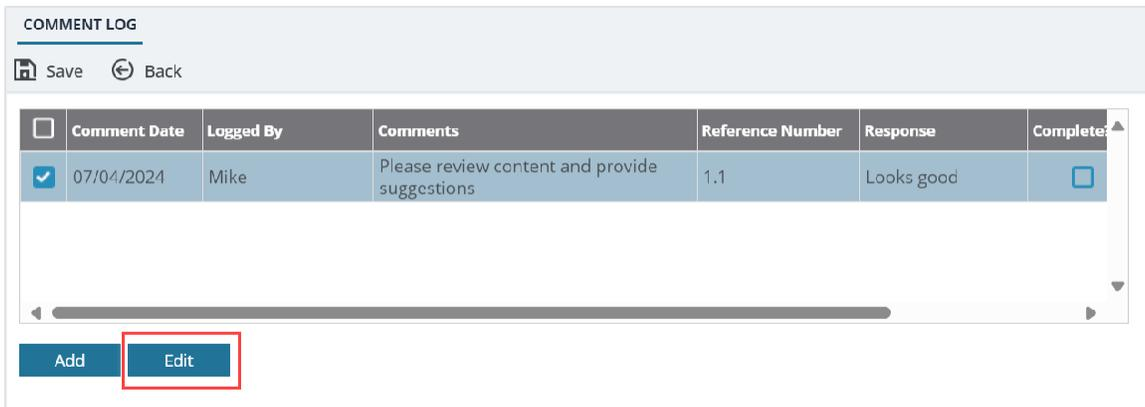 COMMENT LOG
Save Back
Comment Date Logged By Comments Reference Number Response Complete?
07/04/2024 Mike Please review content and provide suggestions 1.1 Looks good
Add Edit